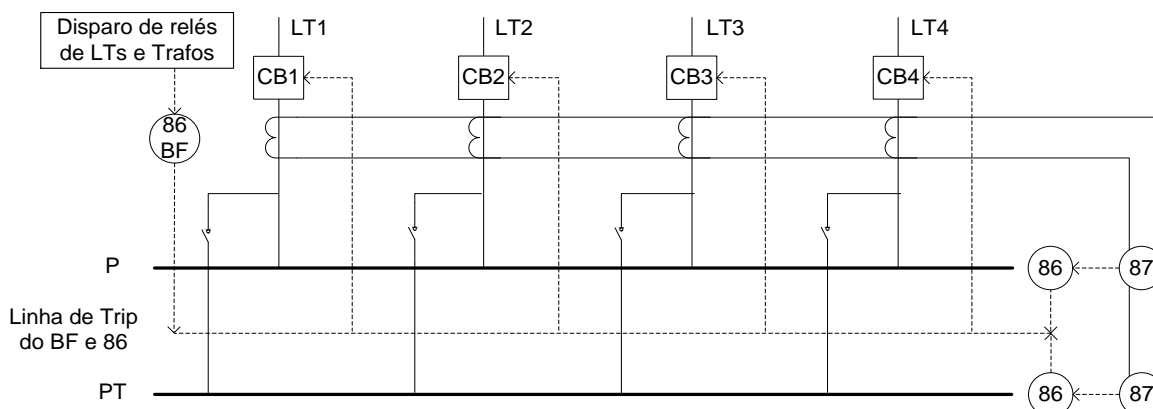 Disparo de relés
de LTs e Trafos
LT1
LT2
LT3
LT4
CB1
CB2
CB3
CB4
86
BF
P
86
87
Linha de Trip
do BF e 86
PT
86
87